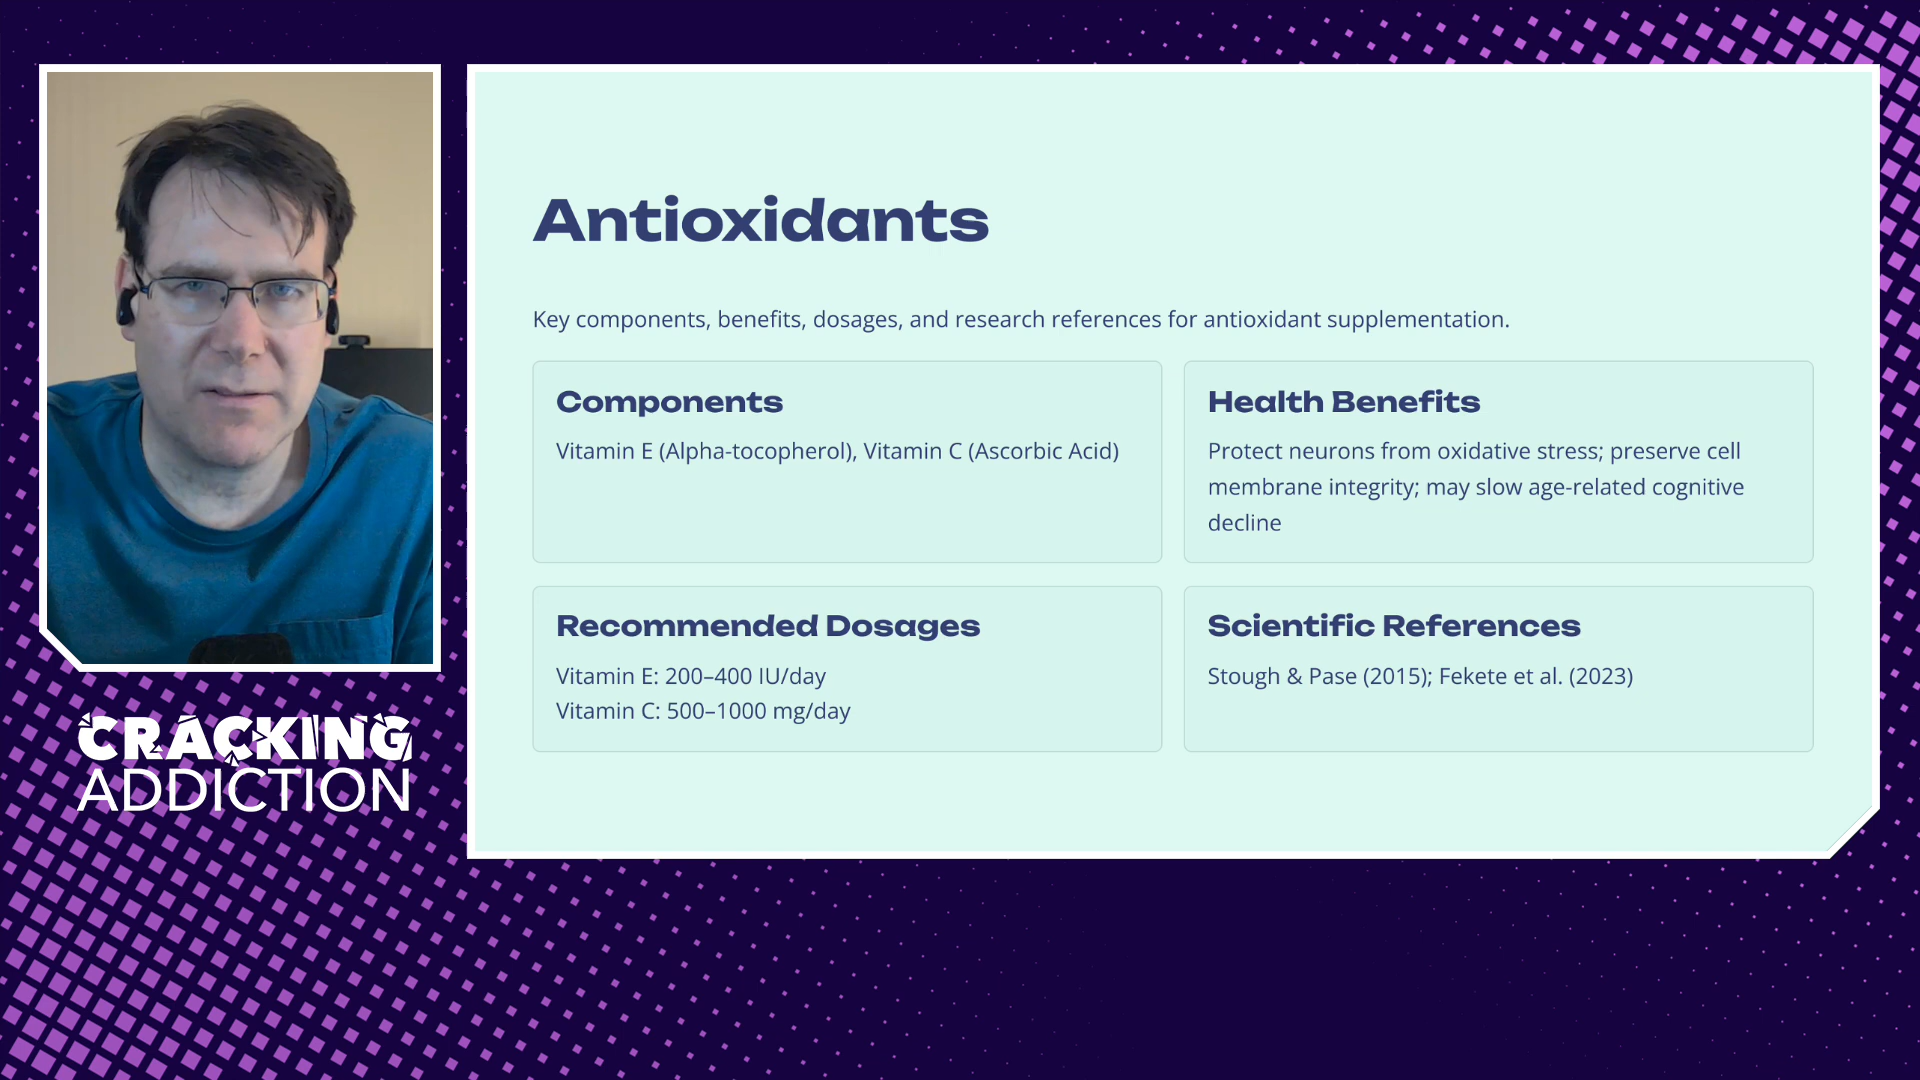 CRACKING
ADDICTION
Antioxidants
Key components, benefits, dosages, and research references for antioxidant supplementation.
Components
Vitamin E (Alpha-tocopherol), Vitamin C (Ascorbic Acid)
Health Benefits
Protect neurons from oxidative stress; preserve cell
membrane integrity; may slow age-related cognitive
decline
Recommended Dosages
Vitamin E: 200–400 IU/day
Vitamin C: 500–1000 mg/day
Scientific References
Stough & Pase (2015); Fekete et al. (2023)